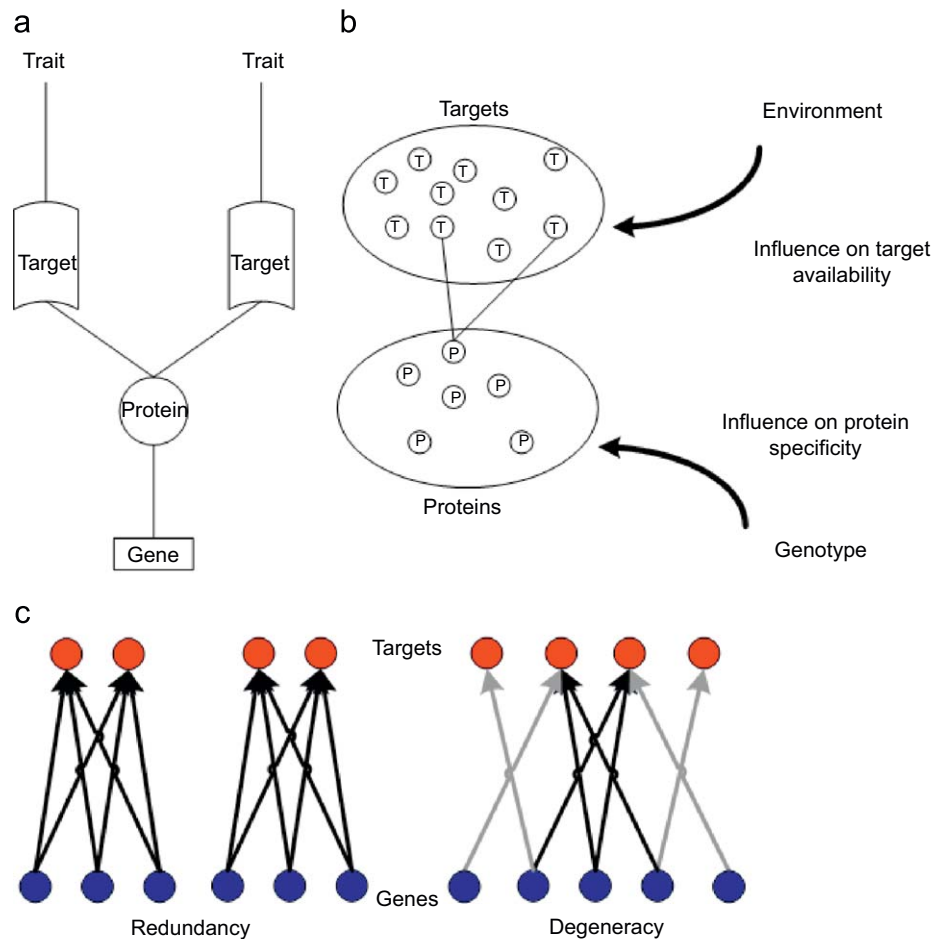 a
Trait
Trait
Target
Target
Protein
Gene
b
Targets
T
T
T
T
T
T
T
T
T
T
P
P
P
P
P
P
Proteins
Environment
Influence on target
availability
Influence on protein
specificity
Genotype
c
Targets
Genes
Redundancy
Degeneracy